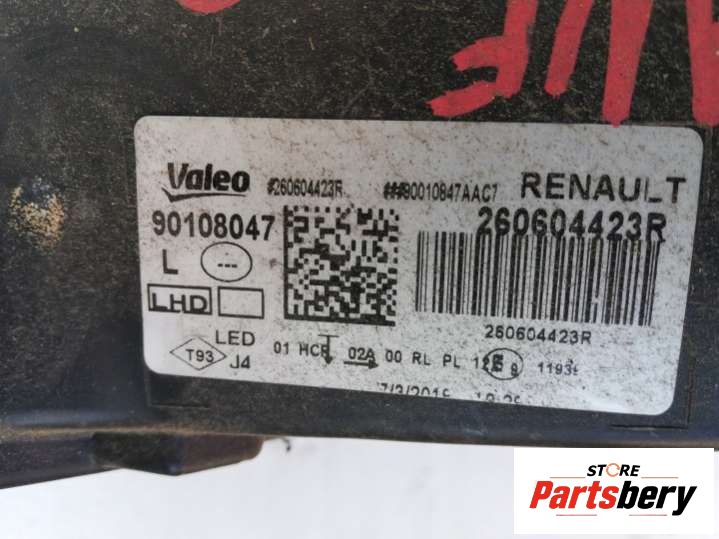 Valeo #260604423R ###90010847AAC7 RENAULT
90108047 260604423R
L ---
LHD
260604423R
LED
T93 J4 01 HCR 02A 00 RL PL
STORE
Partsbery